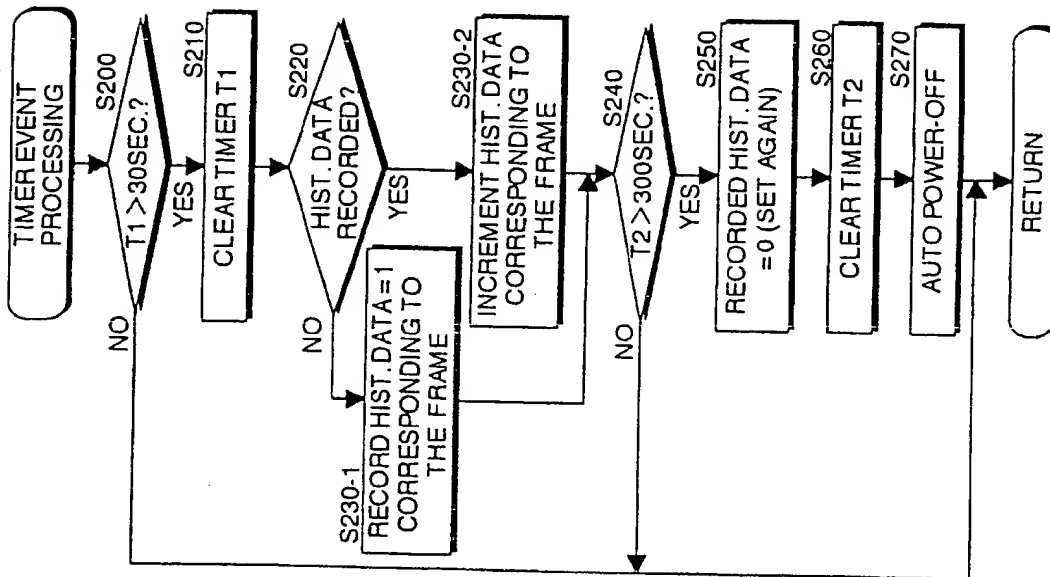 TIMER EVENT
PROCESSING
S200
T1 >30SEC.?
NO
YES
S210
CLEAR TIMER T1
S220
HIST. DATA
RECORDED?
NO
YES
S230-1
RECORD HIST. DATA = 1
CORRESPONDING TO
THE FRAME
S230-2
INCREMENT HIST. DATA
CORRESPONDING TO
THE FRAME
S240
T2 > 300SEC.?
NO
YES
S250
RECORDED HIST. DATA
=0 (SET AGAIN)
S260
CLEAR TIMER T2
S270
AUTO POWER-OFF
RETURN